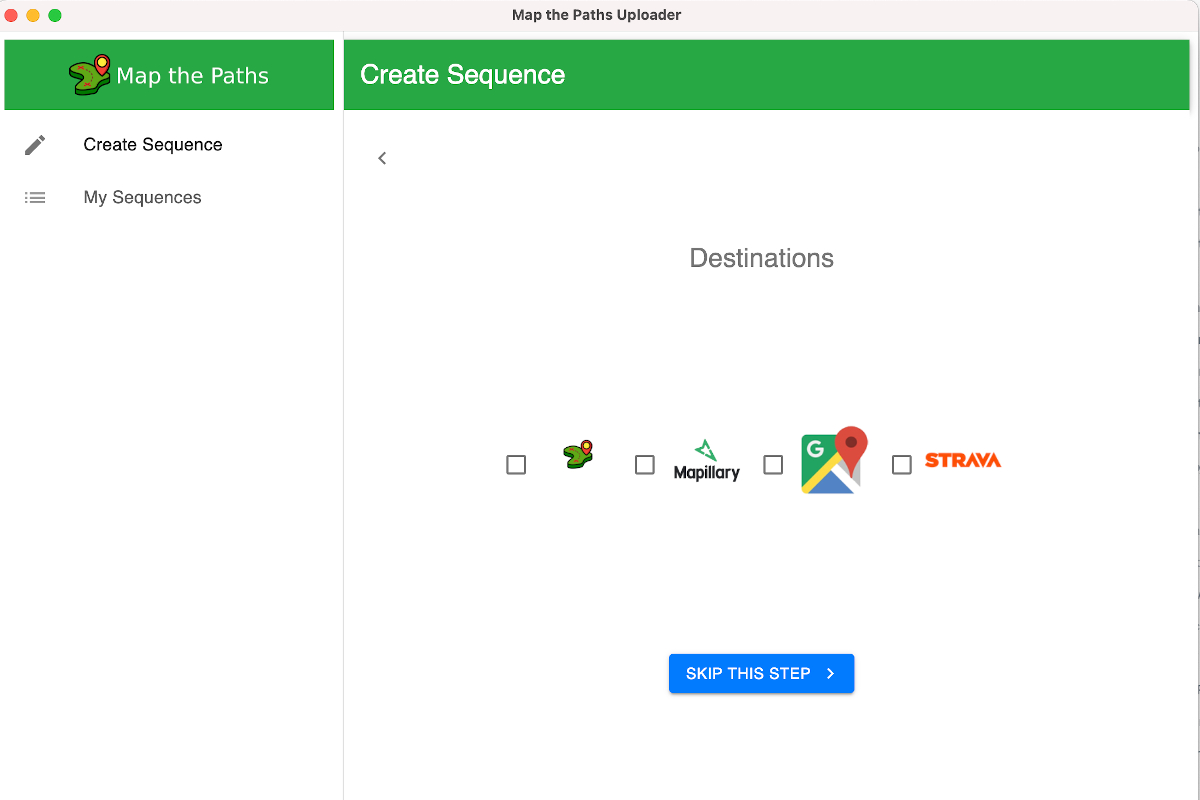 Map the Paths Uploader
Map the Paths
Create Sequence
Create Sequence
My Sequences
Destinations
Mapillary
G
STRAVA
SKIP THIS STEP